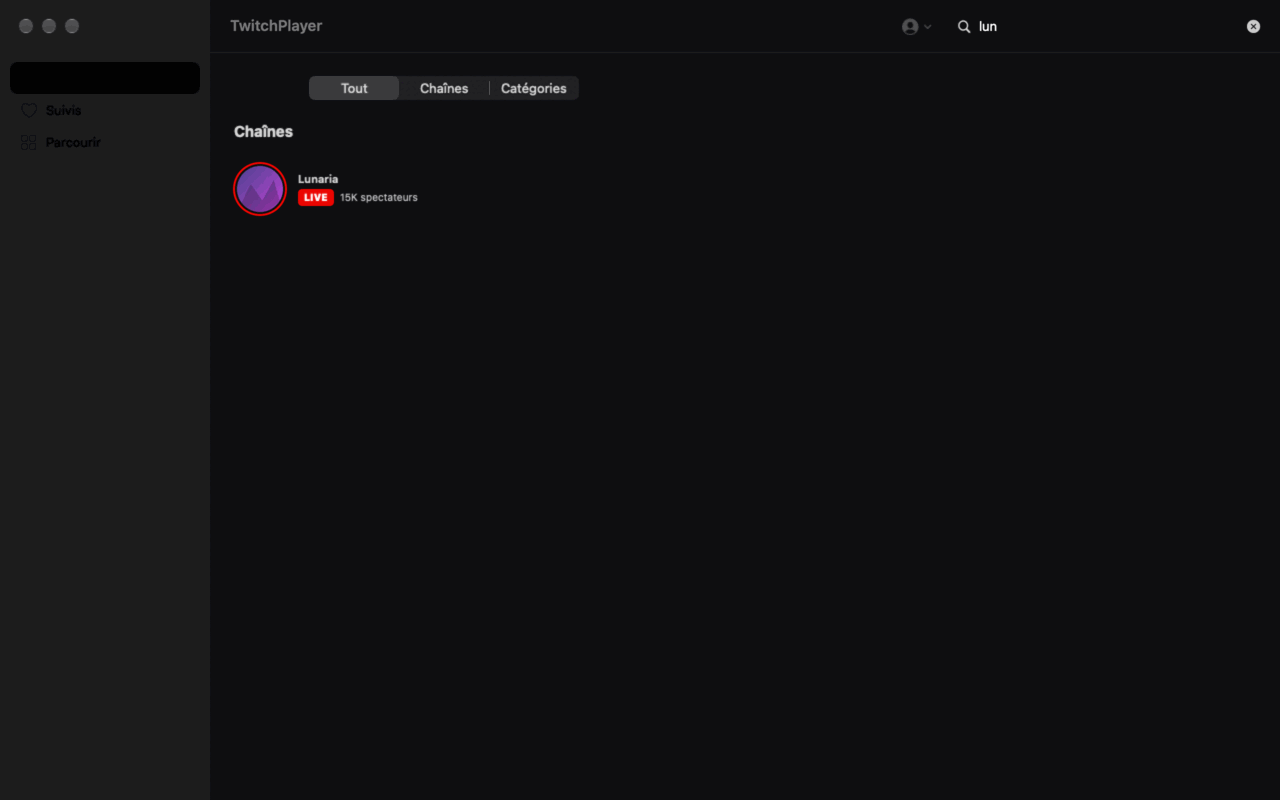 TwitchPlayer
lun
Suivis
Parcourir
Tout
Chaînes
Catégories
Chaînes
Lunaria
LIVE 15K spectateurs